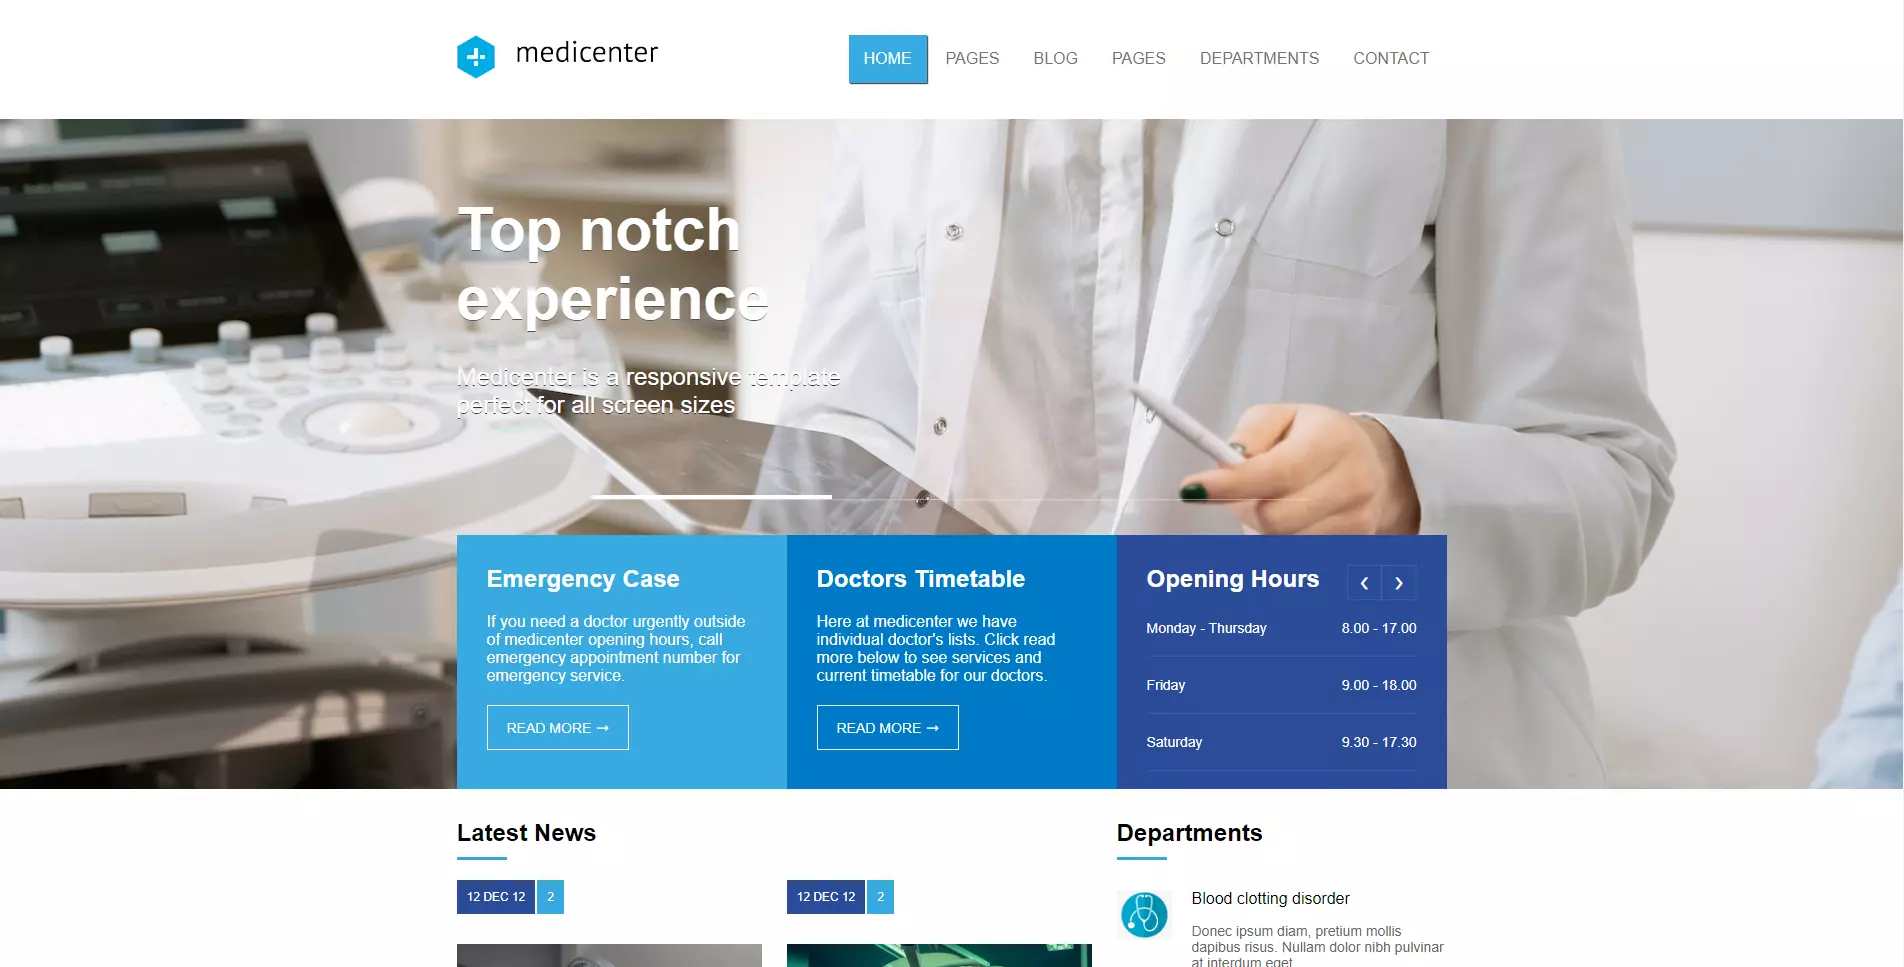 medicenter
HOME PAGES BLOG PAGES DEPARTMENTS CONTACT
Top notch
experience
Medicenter is a responsive template
perfect for all screen sizes
Emergency Case
If you need a doctor urgently outside
of medicenter opening hours, call
emergency appointment number for
emergency service.
READ MORE →
Doctors Timetable
Here at medicenter we have
individual doctor's lists. Click read
more below to see services and
current timetable for our doctors.
READ MORE →
Opening Hours
Monday - Thursday 8.00 - 17.00
Friday 9.00 - 18.00
Saturday 9.30 - 17.30
Latest News
12 DEC 12 2
12 DEC 12 2
Departments
Blood clotting disorder
Donec ipsum diam, pretium mollis
dapibus risus. Nullam dolor nibh pulvinar
at interdum eget